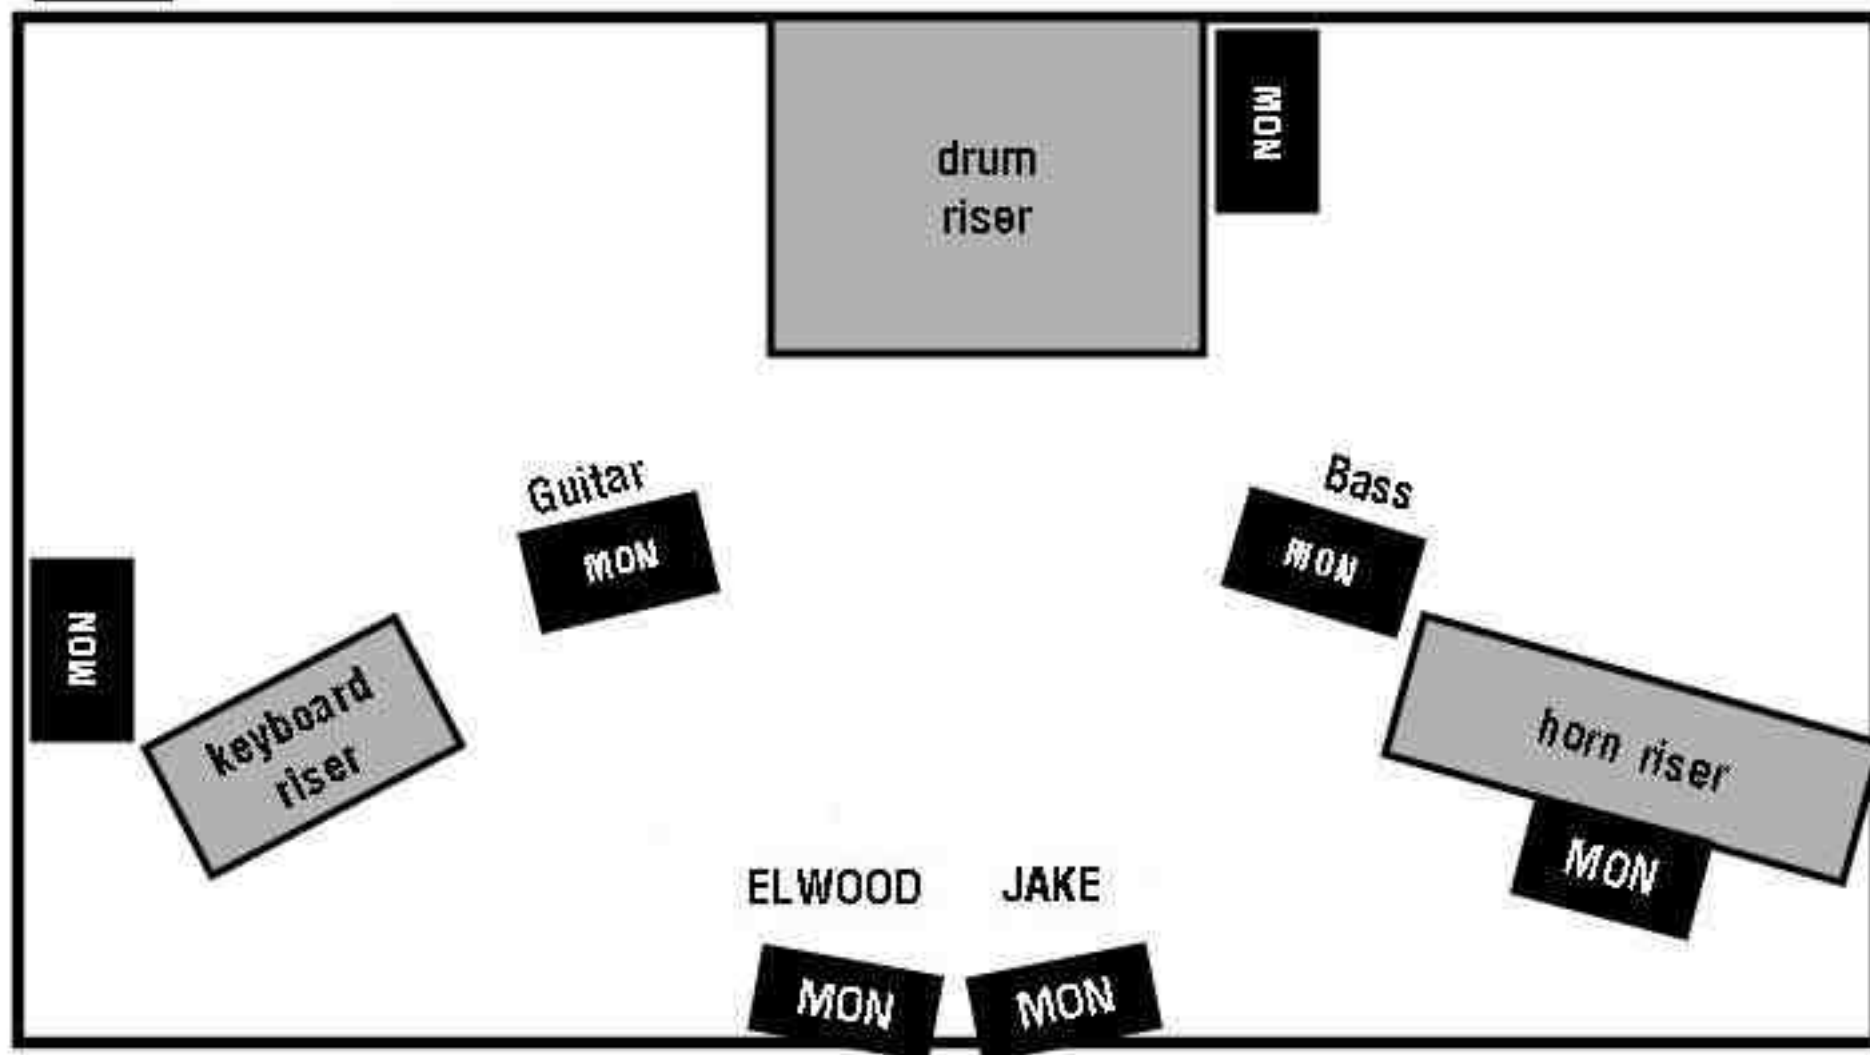 drum
riser
MON
Guitar
MON
Bass
MON
MON
keyboard
riser
horn riser
MON
ELWOOD
JAKE
MON
MON